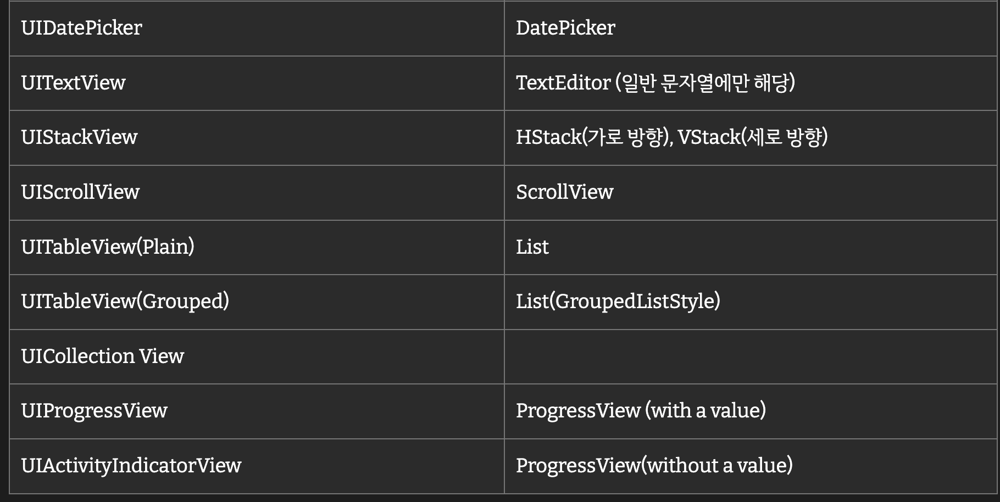 UIDatePicker DatePicker
UITextView TextEditor (일반 문자열에만 해당)
UIStackView HStack(가로 방향), VStack(세로 방향)
UIScrollView ScrollView
UITableView(Plain) List
UITableView(Grouped) List(GroupedListStyle)
UICollection View
UIProgressView ProgressView (with a value)
UIActivityIndicatorView ProgressView(without a value)